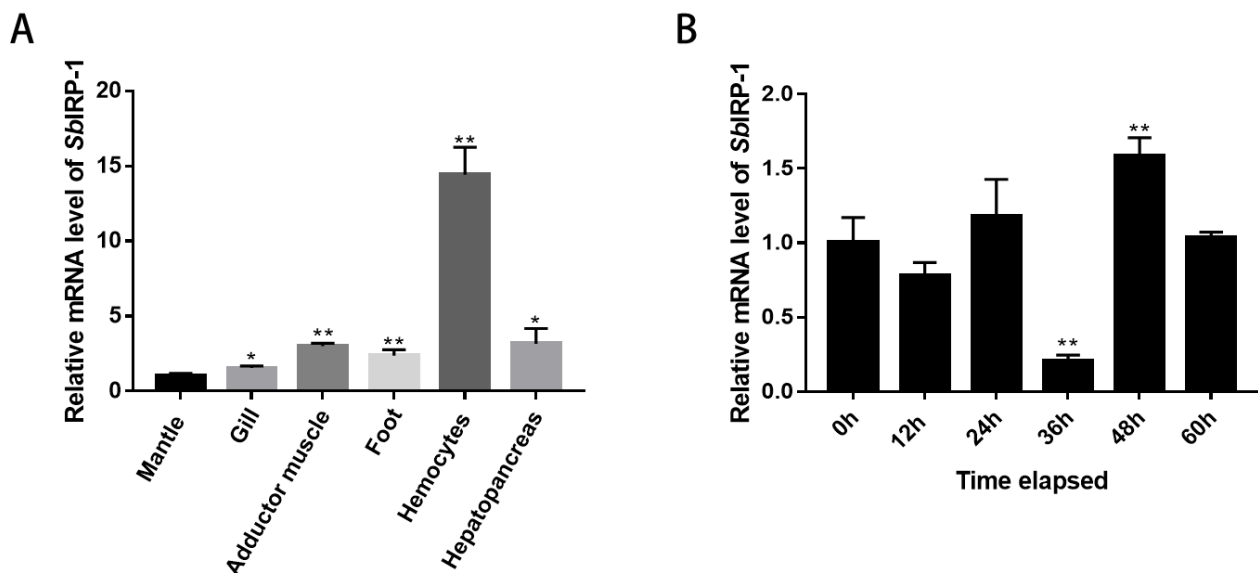 A
Relative mRNA level of SbIRP-1
20
15
10
5
0
*
**
**
**
*
Mantle
Gill
Adductor muscle
Foot
Hemocytes
Hepatopancreas
B
Relative mRNA level of SbIRP-1
2.0
1.5
1.0
0.5
0.0
**
**
0h
12h
24h
36h
48h
60h
Time elapsed